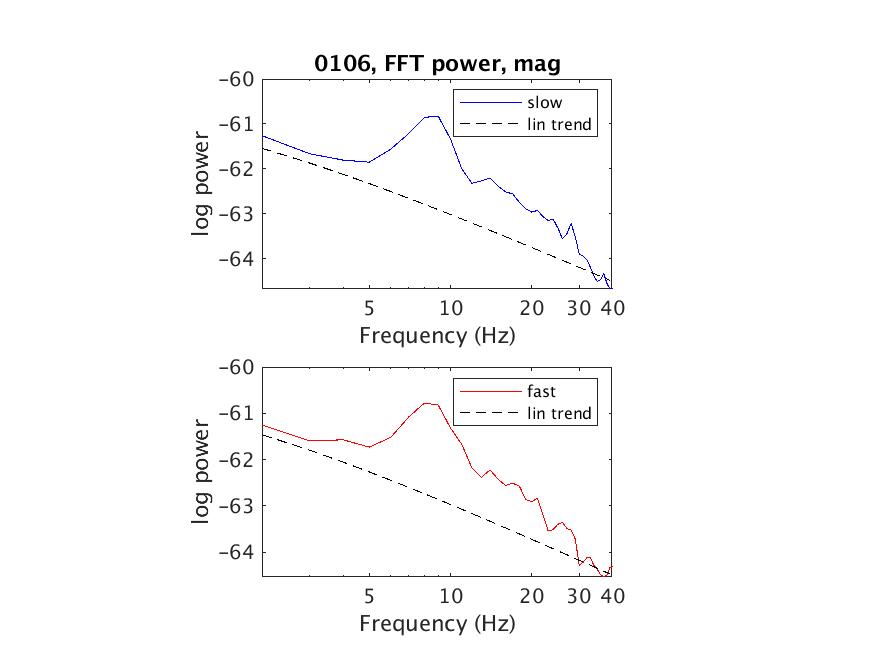 0106, FFT power, mag
−60
−61
−62
−63
−64
log power
slow
lin trend
5 10 20 30 40
Frequency (Hz)
−60
−61
−62
−63
−64
log power
fast
lin trend
5 10 20 30 40
Frequency (Hz)